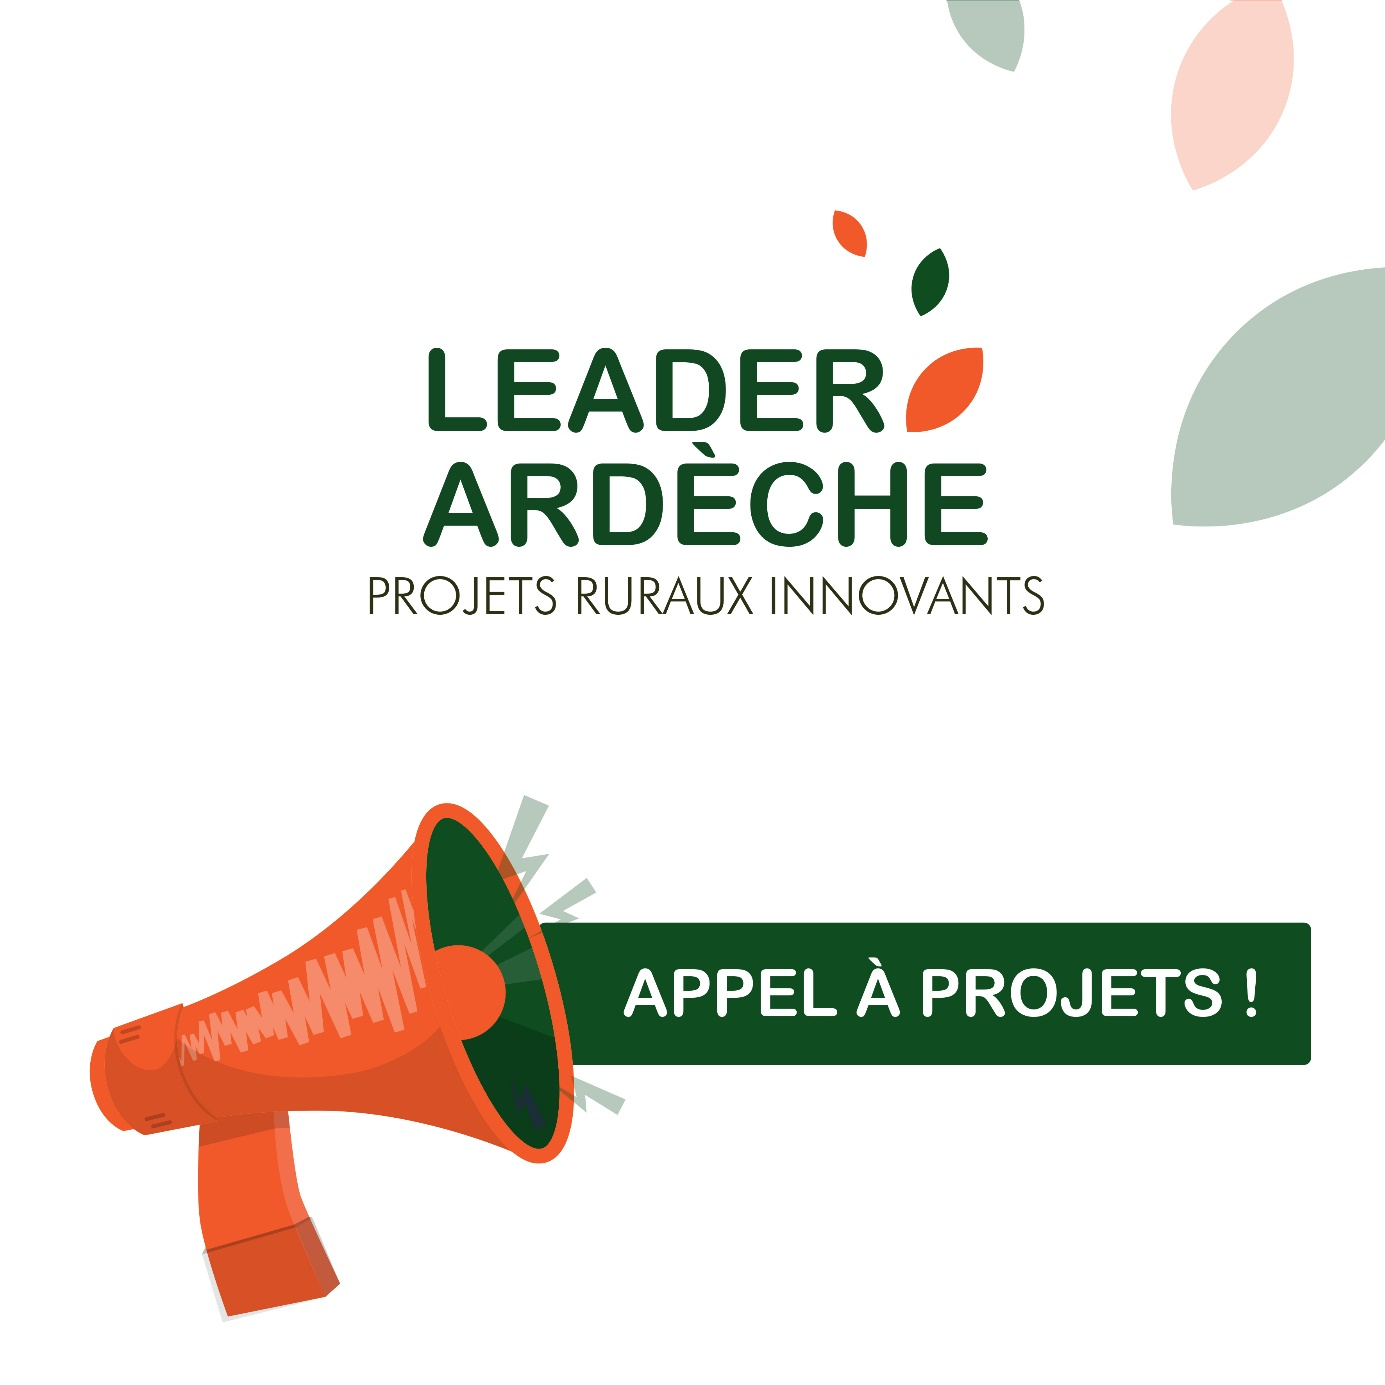 LEADER
ARDÈCHE
PROJETS RURAUX INNOVANTS
APPEL À PROJETS !